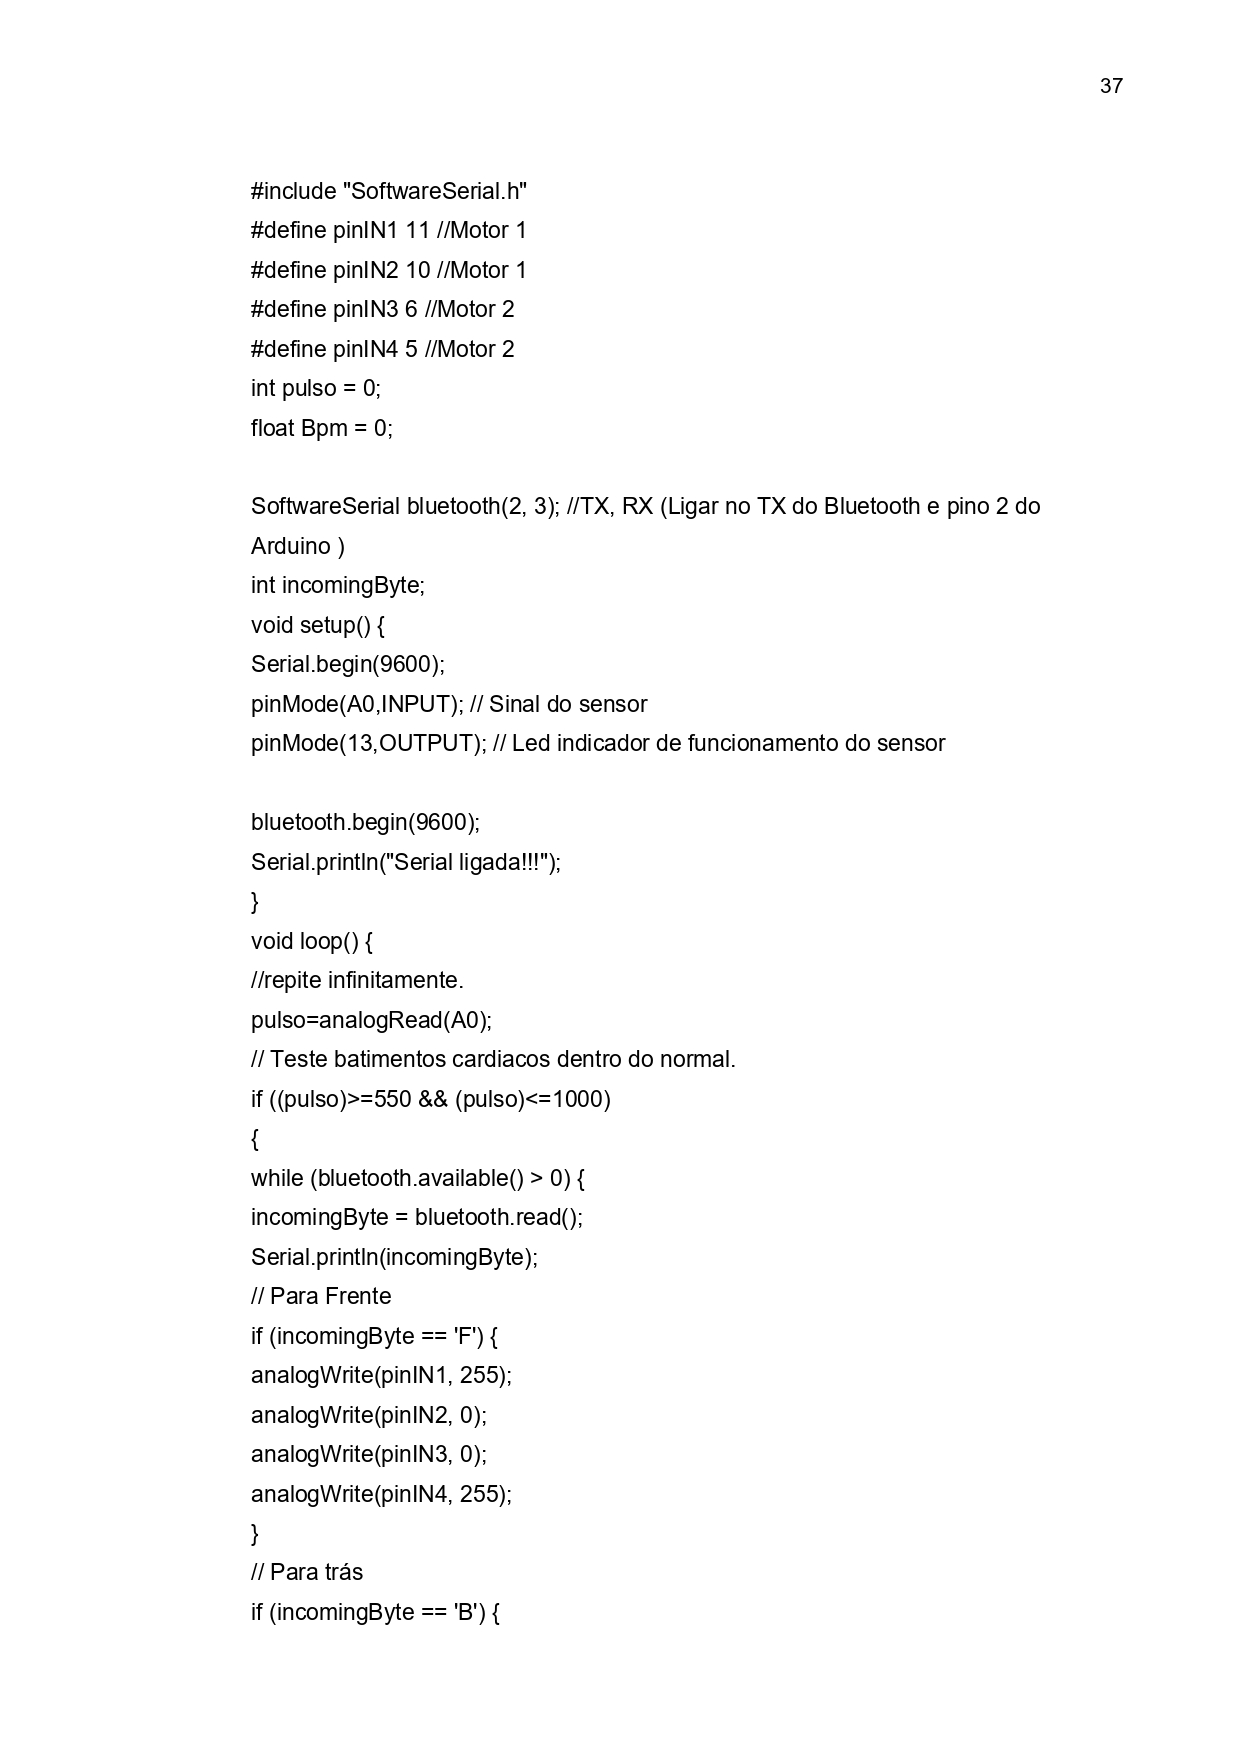 37
#include "SoftwareSerial.h"
#define pinIN1 11 //Motor 1
#define pinIN2 10 //Motor 1
#define pinIN3 6 //Motor 2
#define pinIN4 5 //Motor 2
int pulso = 0;
float Bpm = 0;
SoftwareSerial bluetooth(2, 3); //TX, RX (Ligar no TX do Bluetooth e pino 2 do
Arduino )
int incomingByte;
void setup() {
Serial.begin(9600);
pinMode(A0,INPUT); // Sinal do sensor
pinMode(13,OUTPUT); // Led indicador de funcionamento do sensor
bluetooth.begin(9600);
Serial.println("Serial ligada!!!");
}
void loop() {
//repite infinitamente.
pulso=analogRead(A0);
// Teste batimentos cardiacos dentro do normal.
if ((pulso)>=550 && (pulso)<=1000)
{
while (bluetooth.available() > 0) {
incomingByte = bluetooth.read();
Serial.println(incomingByte);
// Para Frente
if (incomingByte == 'F') {
analogWrite(pinIN1, 255);
analogWrite(pinIN2, 0);
analogWrite(pinIN3, 0);
analogWrite(pinIN4, 255);
}
// Para trás
if (incomingByte == 'B') {